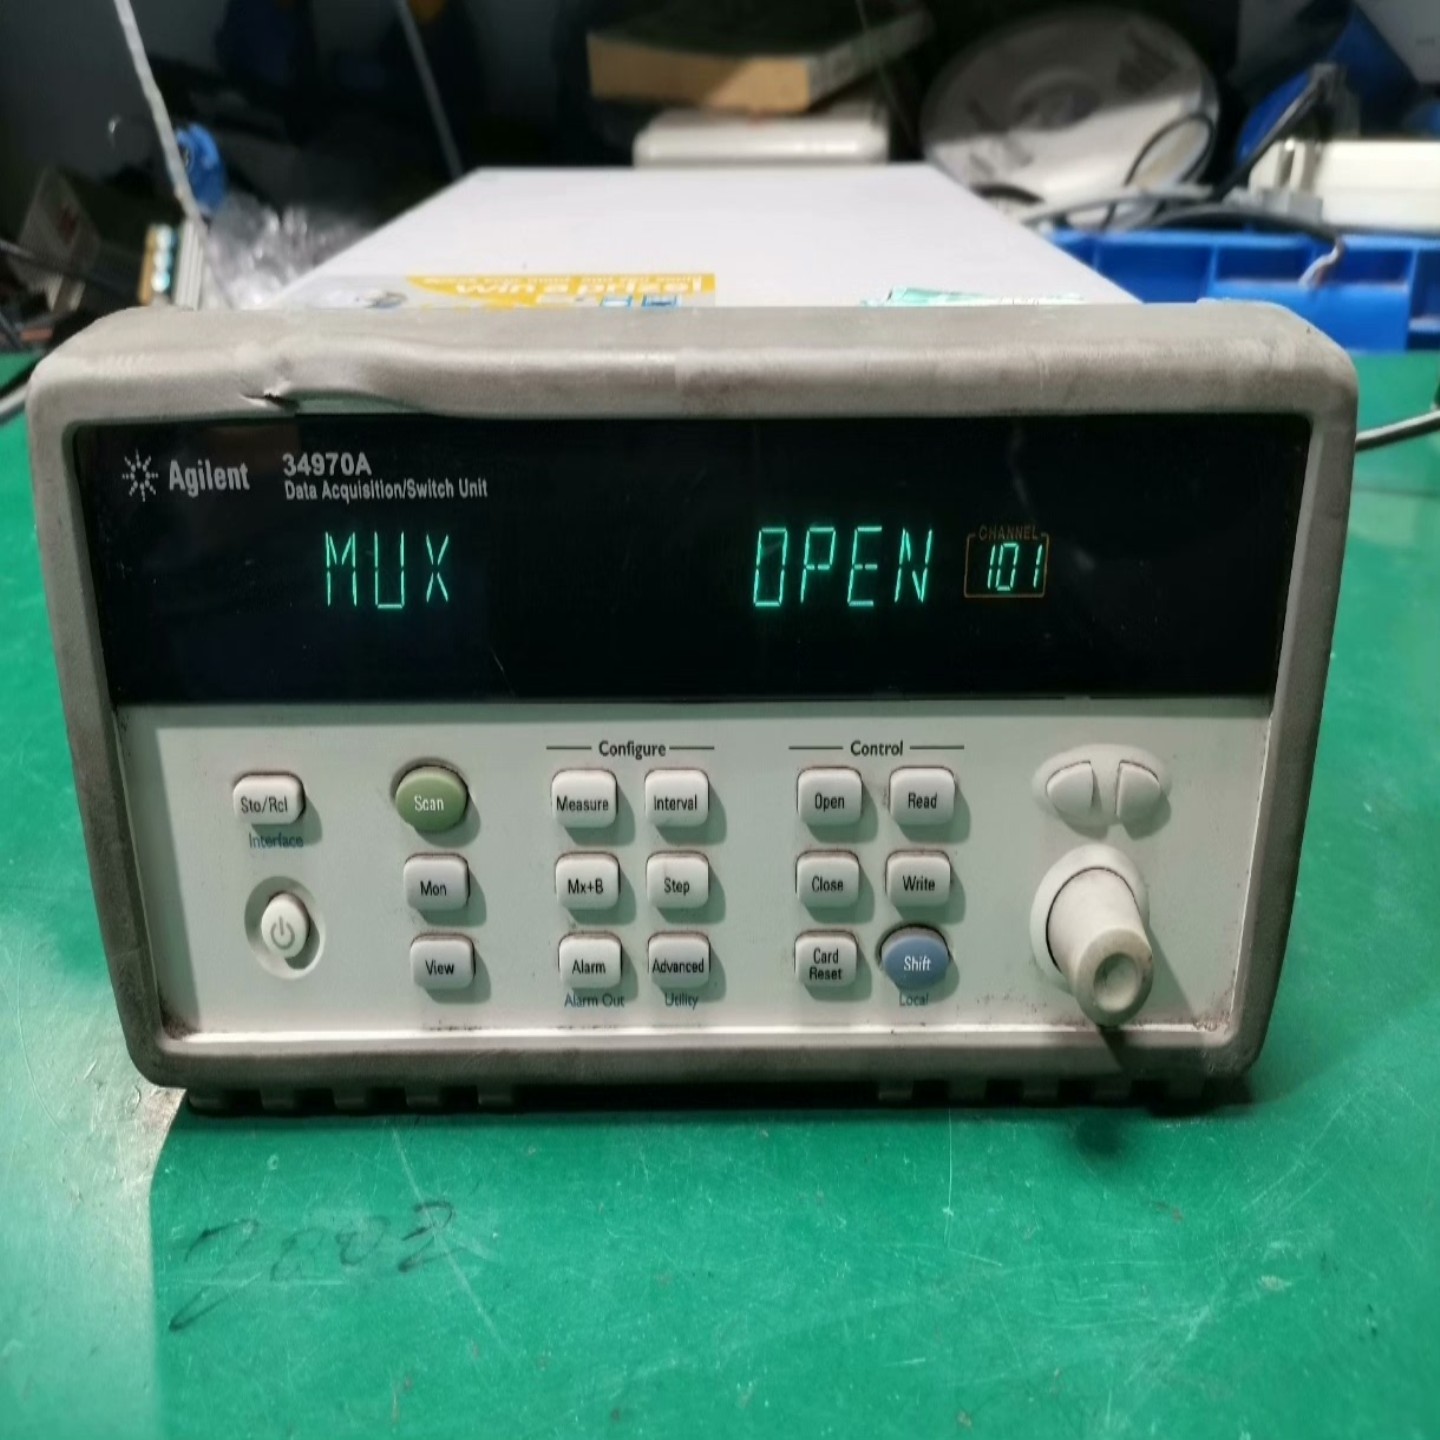 Agilent 34970A
Data Acquisition/Switch Unit
MUX OPEN CHANNEL 101
Configure Control
Sto/Rcl Scan Measure Interval Open Read
Interface
Mon Mx+B Step Close Write
View Alarm Advanced Card Reset Shift
Alarm Out Utility Local